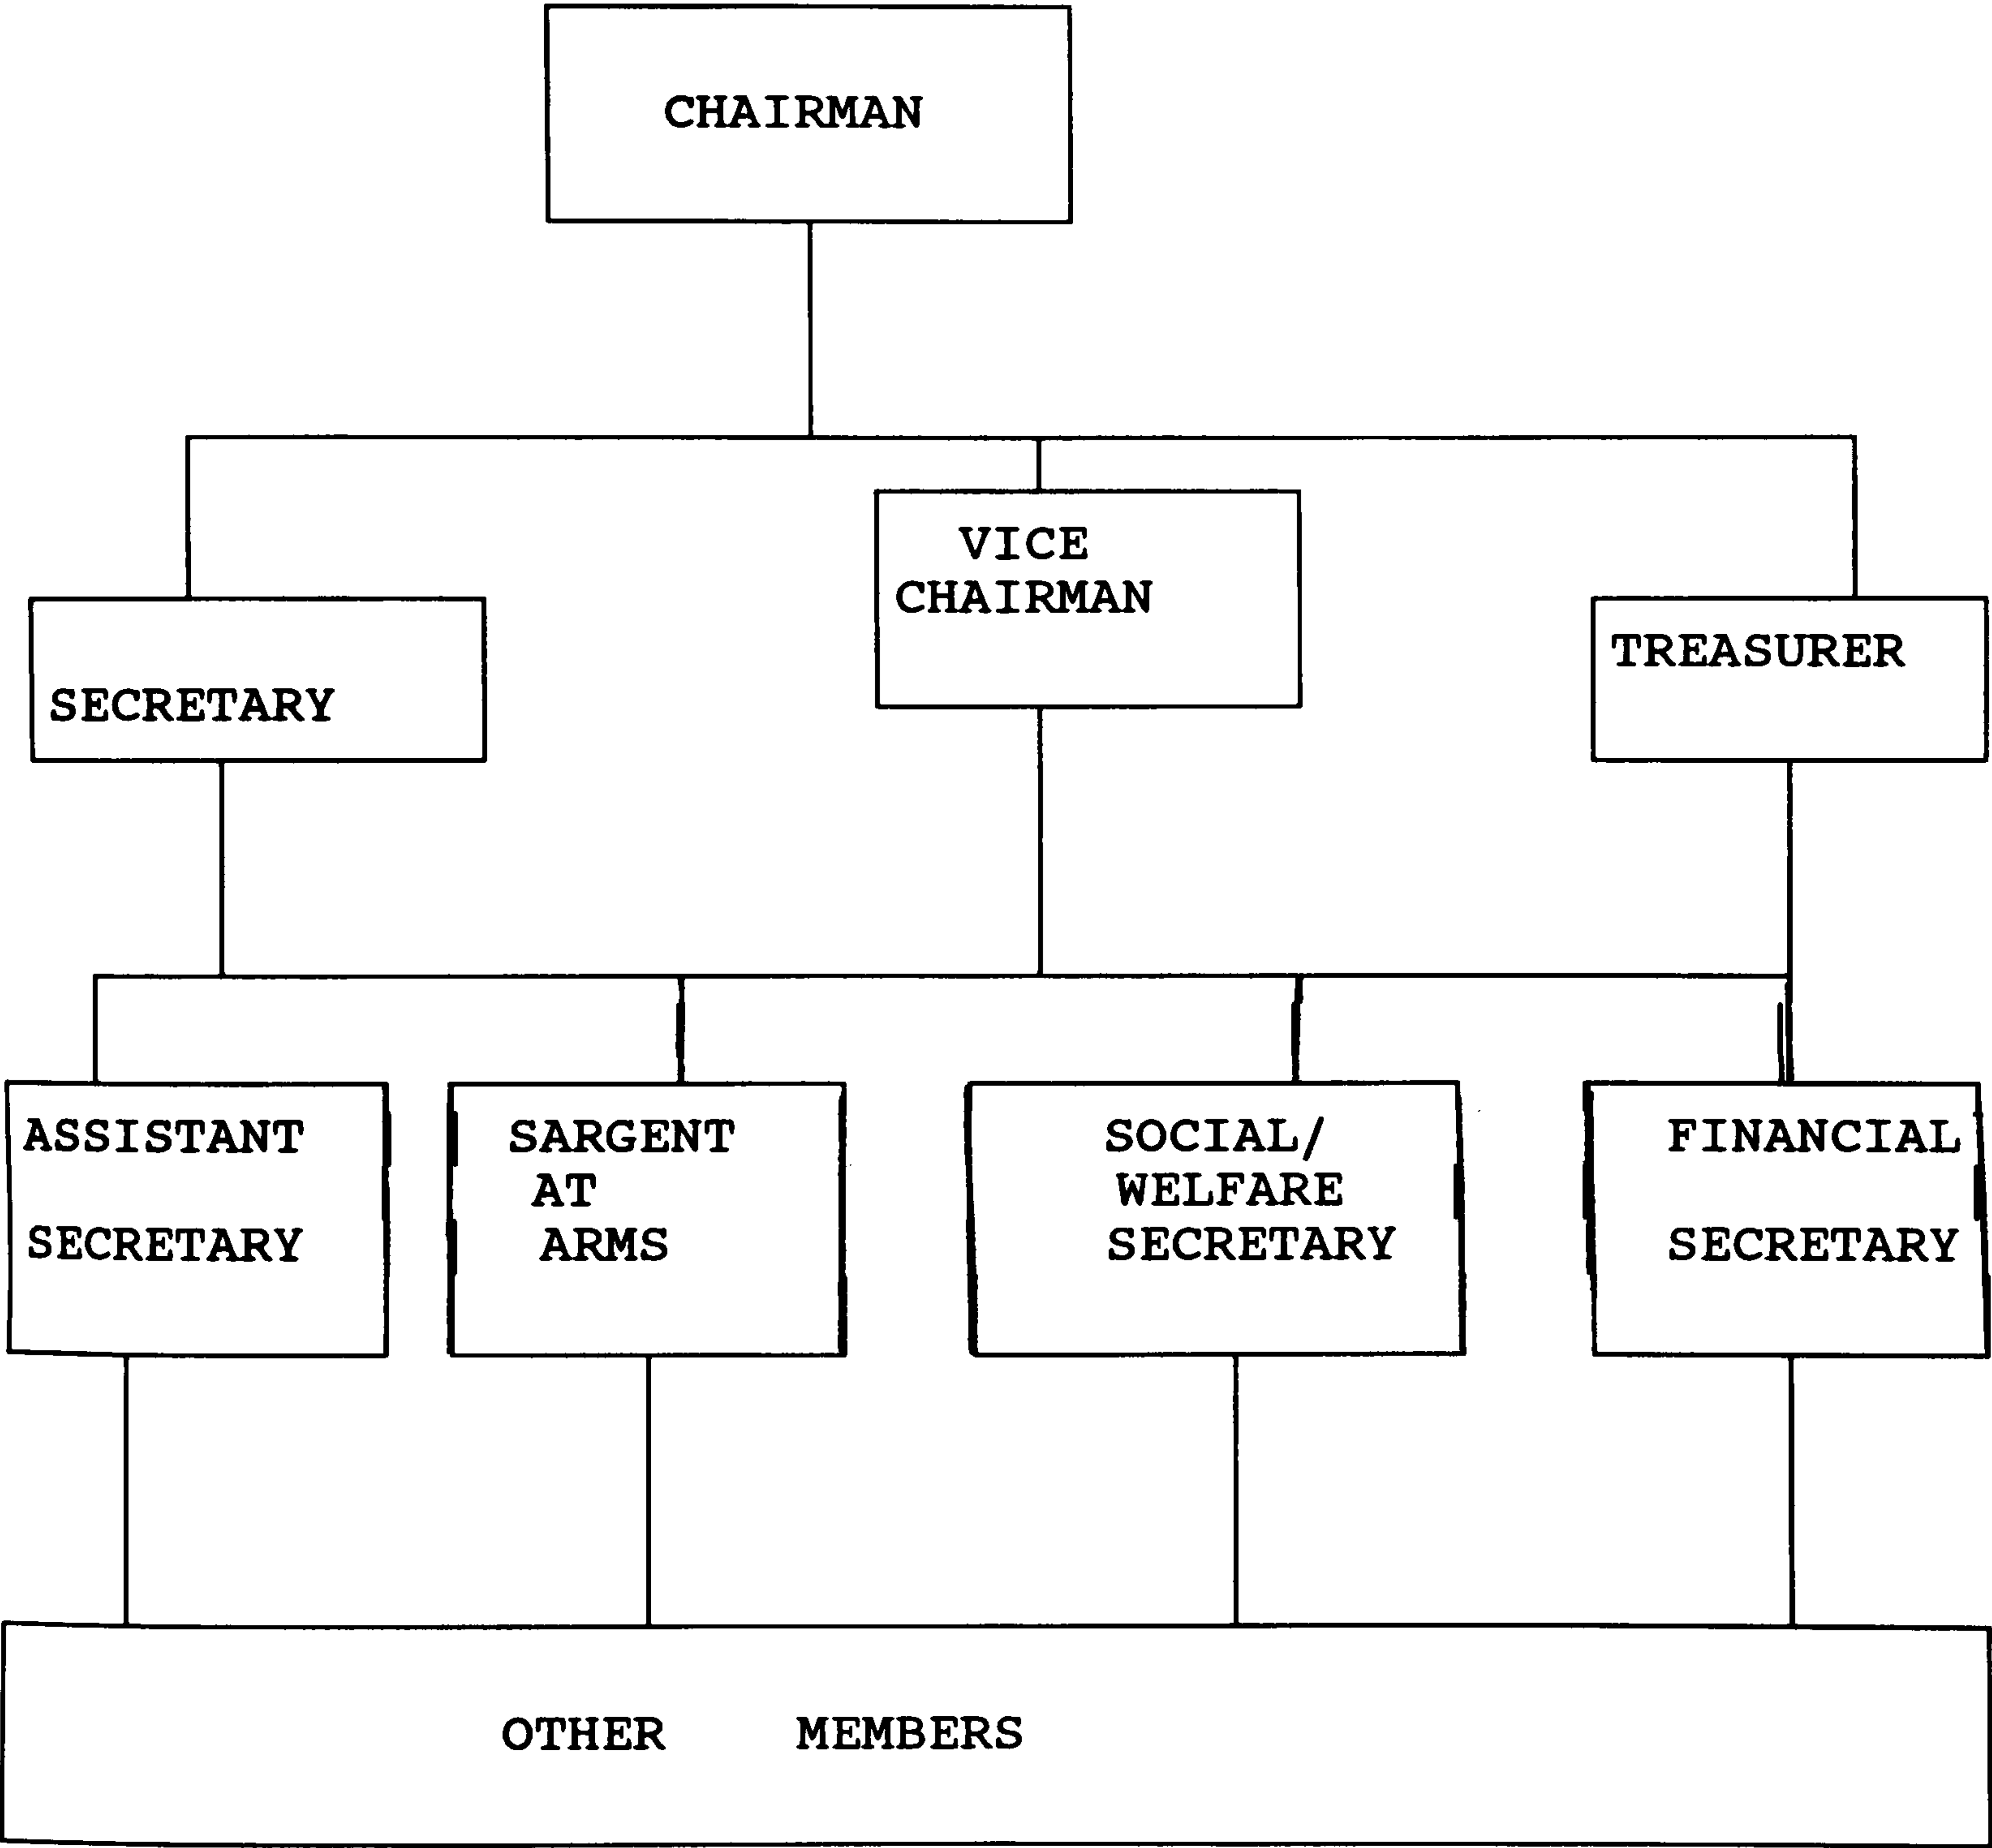 CHAIRMAN
VICE
CHAIRMAN
SECRETARY
TREASURER
ASSISTANT
SECRETARY
SARGENT
AT
ARMS
SOCIAL/
WELFARE
SECRETARY
FINANCIAL
SECRETARY
OTHER MEMBERS